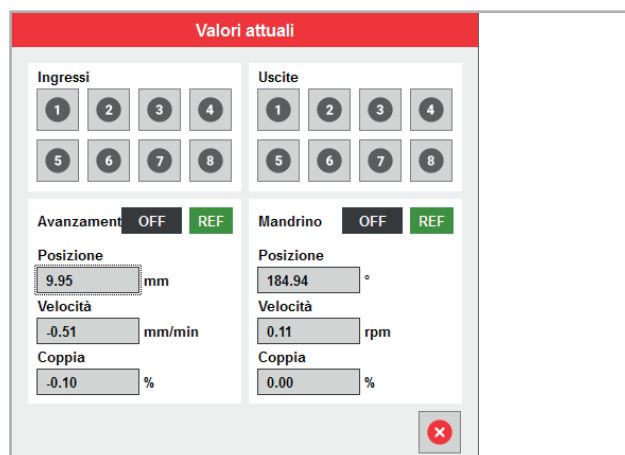 Valori attuali
Ingressi
1 2 3 4
5 6 7 8
Uscite
1 2 3 4
5 6 7 8
Avanzament OFF REF
Posizione
9.95 mm
Velocità
-0.51 mm/min
Coppia
-0.10 %
Mandrino OFF REF
Posizione
184.94 °
Velocità
0.11 rpm
Coppia
0.00 %